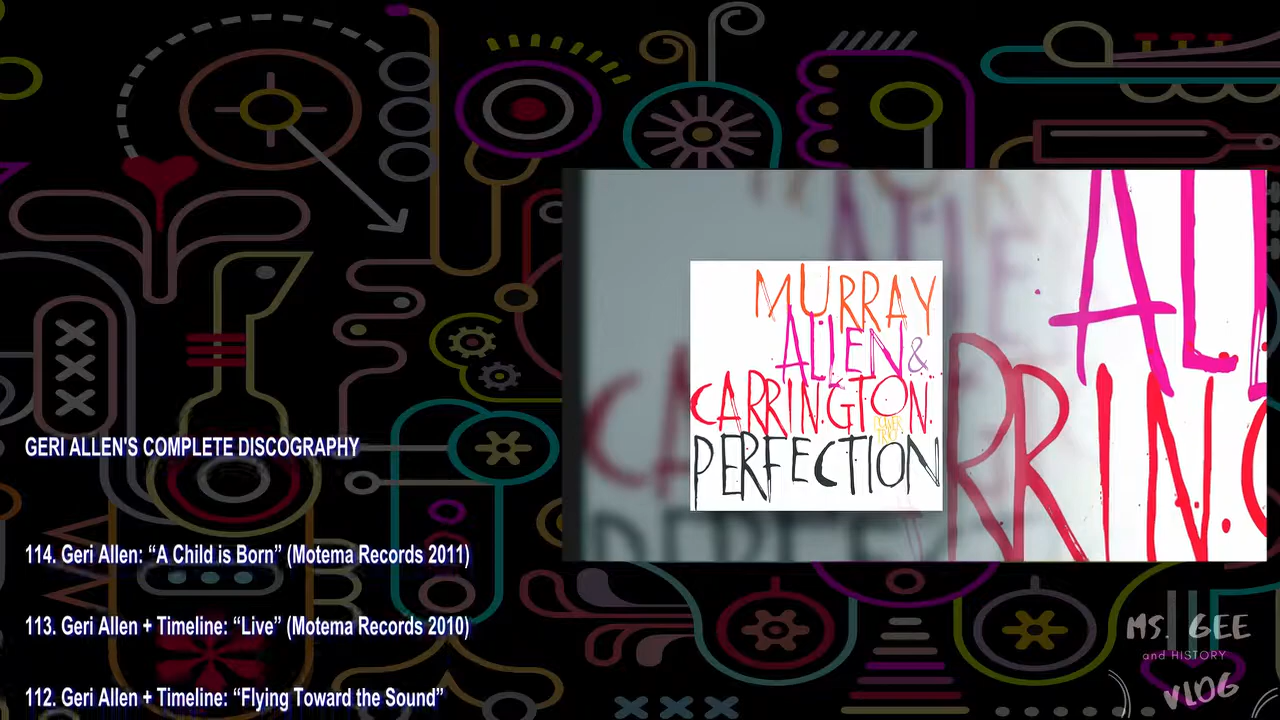 GERI ALLEN'S COMPLETE DISCOGRAPHY
114. Geri Allen: “A Child is Born” (Motema Records 2011)
113. Geri Allen + Timeline: “Live” (Motema Records 2010)
112. Geri Allen + Timeline: “Flying Toward the Sound”
MURRAY
ALLEN &
CARRINGTON
POWER
TRIO
PERFECTION
MS. GEE
and HISTORY
VLOG